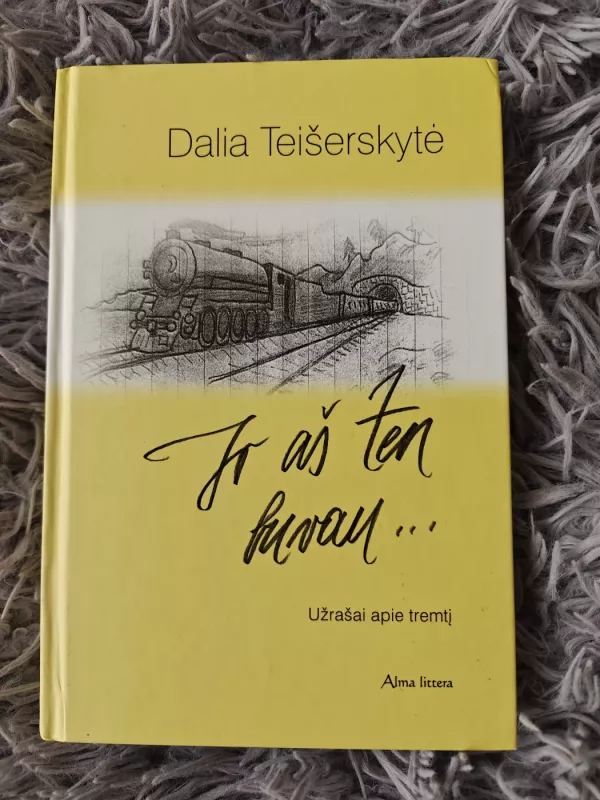 Dalia Teišerskytė
Ir aš ten
buvau...
Užrašai apie tremtį
Alma littera